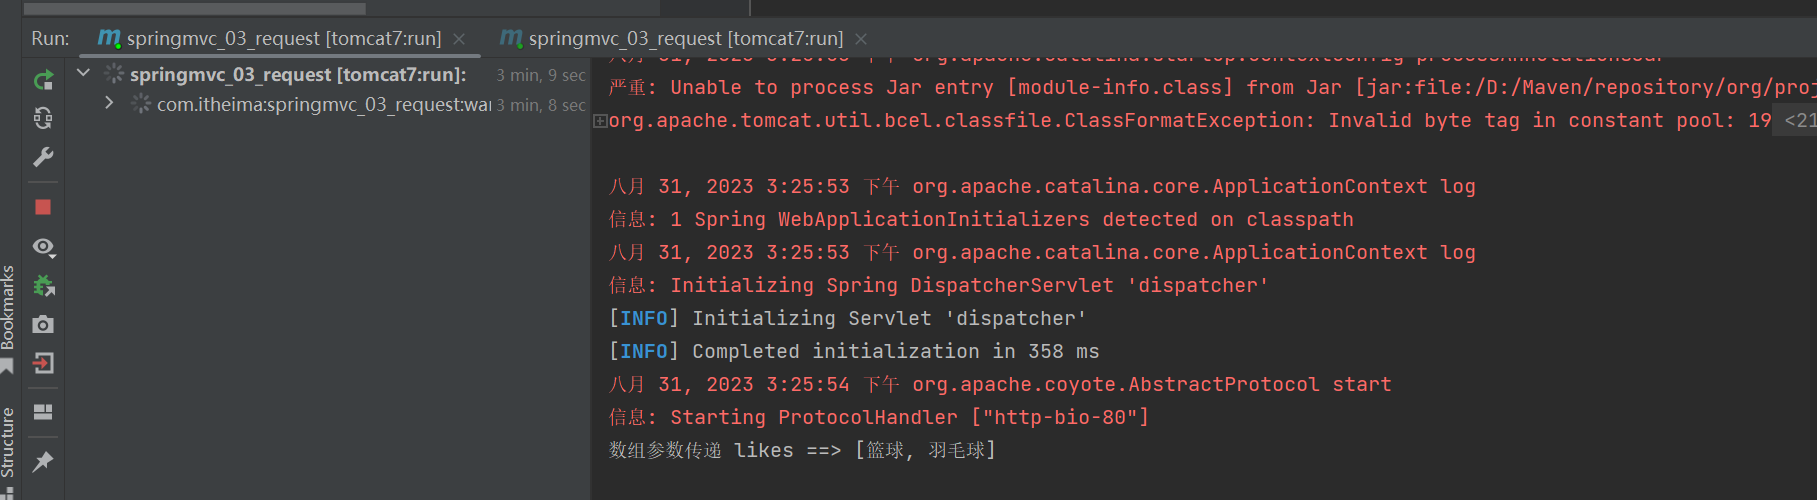 Run: springmvc_03_request [tomcat7:run] springmvc_03_request [tomcat7:run]
springmvc_03_request [tomcat7:run]: 3 min, 9 sec
com.itheima:springmvc_03_request:wa 3 min, 8 sec
严重: Unable to process Jar entry [module-info.class] from Jar [jar:file:/D:/Maven/repository/org/proj
org.apache.tomcat.util.bcel.classfile.ClassFormatException: Invalid byte tag in constant pool: 19 <21
八月 31, 2023 3:25:53 下午 org.apache.catalina.core.ApplicationContext log
信息: 1 Spring WebApplicationInitializers detected on classpath
八月 31, 2023 3:25:53 下午 org.apache.catalina.core.ApplicationContext log
信息: Initializing Spring DispatcherServlet 'dispatcher'
[INFO] Initializing Servlet 'dispatcher'
[INFO] Completed initialization in 358 ms
八月 31, 2023 3:25:54 下午 org.apache.coyote.AbstractProtocol start
信息: Starting ProtocolHandler ["http-bio-80"]
数组参数传递 likes ==> [篮球, 羽毛球]
Bookmarks
Structure